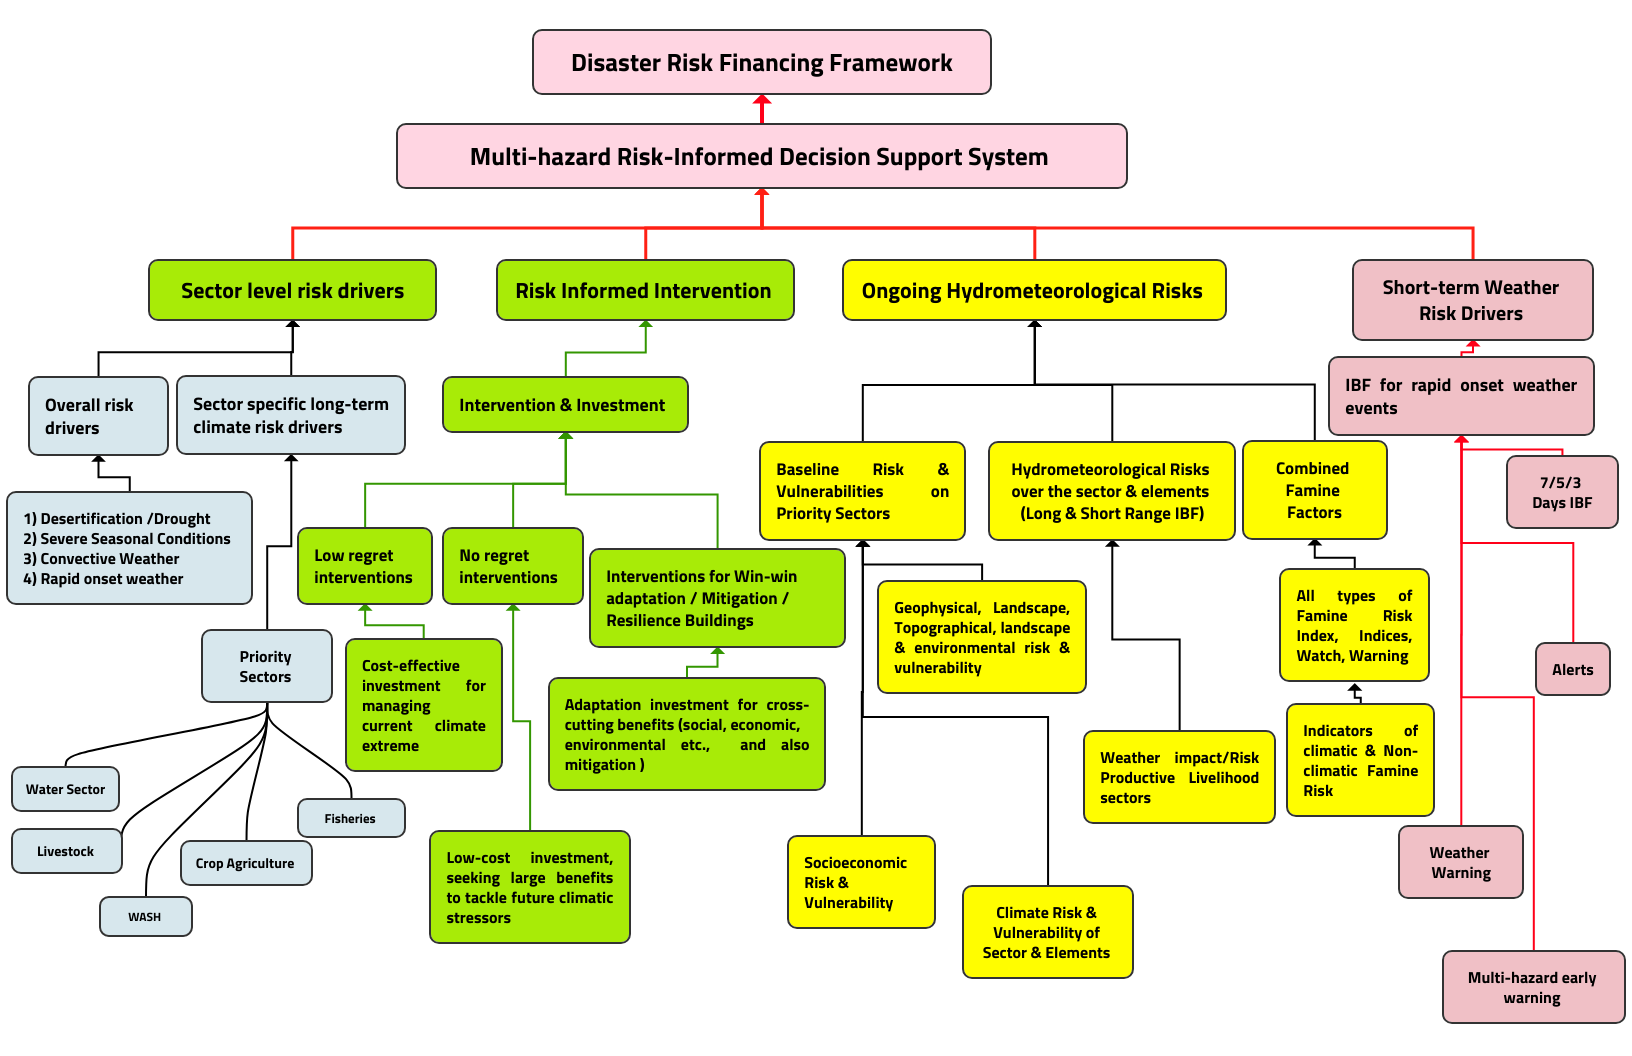 Disaster Risk Financing Framework
Multi-hazard Risk-Informed Decision Support System
Sector level risk drivers
Risk Informed Intervention
Ongoing Hydrometeorological Risks
Short-term Weather
Risk Drivers
Overall risk
drivers
Sector specific long-term
climate risk drivers
Intervention & Investment
IBF for rapid onset weather
events
1) Desertification /Drought
2) Severe Seasonal Conditions
3) Convective Weather
4) Rapid onset weather
Low regret
interventions
No regret
interventions
Interventions for Win-win
adaptation / Mitigation /
Resilience Buildings
Baseline Risk &
Vulnerabilities on
Priority Sectors
Hydrometeorological Risks
over the sector & elements
(Long & Short Range IBF)
Combined
Famine
Factors
7/5/3
Days IBF
Geophysical, Landscape,
Topographical, landscape
& environmental risk &
vulnerability
All types of
Famine Risk
Index, Indices,
Watch, Warning
Alerts
Priority
Sectors
Cost-effective
investment for
managing
current climate
extreme
Adaptation investment for cross-
cutting benefits (social, economic,
environmental etc., and also
mitigation )
Weather impact/Risk
Productive Livelihood
sectors
Indicators of
climatic & Non-
climatic Famine
Risk
Water Sector
Livestock
WASH
Crop Agriculture
Fisheries
Low-cost investment,
seeking large benefits
to tackle future climatic
stressors
Socioeconomic
Risk &
Vulnerability
Climate Risk &
Vulnerability of
Sector & Elements
Weather
Warning
Multi-hazard early
warning